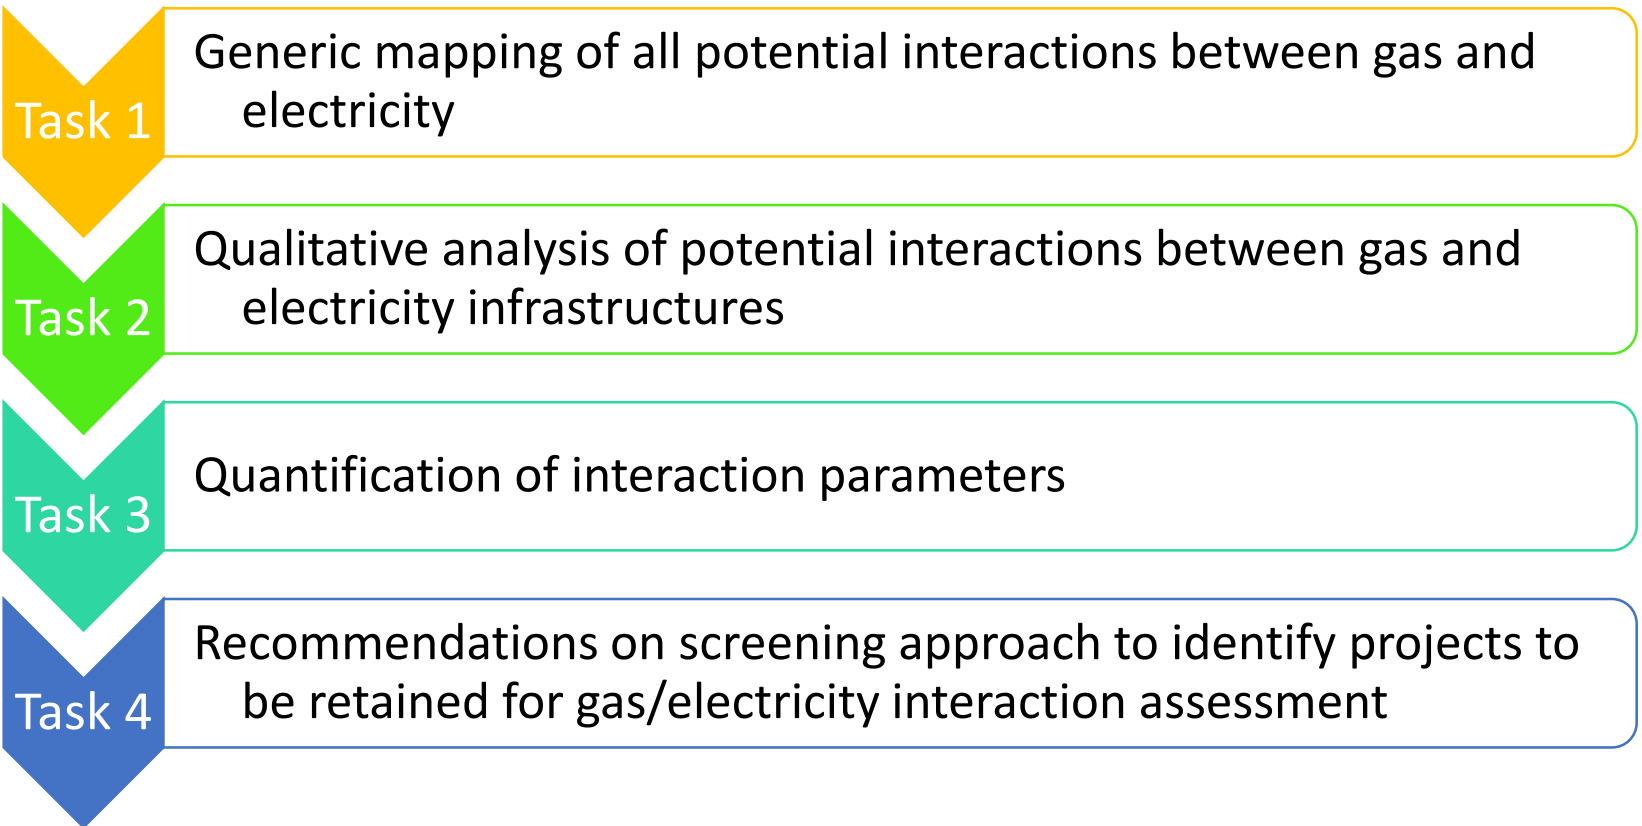 Generic mapping of all potential interactions between gas and
electricity
Task 1
Qualitative analysis of potential interactions between gas and
electricity infrastructures
Task 2
Quantification of interaction parameters
Task 3
Recommendations on screening approach to identify projects to
be retained for gas/electricity interaction assessment
Task 4